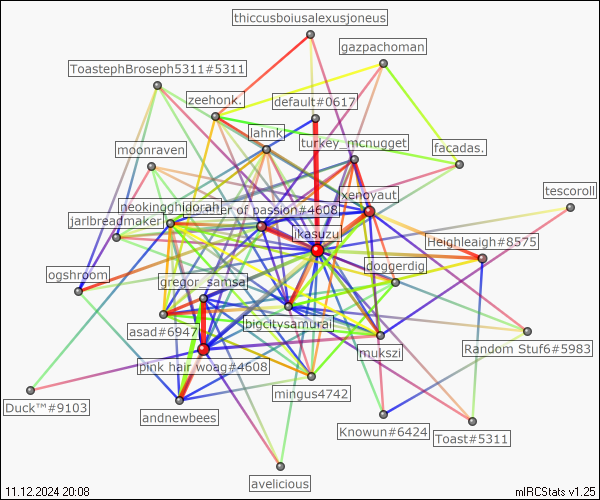 thiccusboiusalexusjoneus
gazpachoman
ToastephBroseph5311#5311
zeehonk.
default#0617
lahnk
turkey_mcnugget
facadas.
moonraven
xenoyaut
tescoroll
neokingghidorah
er of passion#4608
jarlbreadmaker
ikasuzu
Heighleaigh#8575
doggerdig
ogshroom
gregor_samsa
bigcitysamurai
asad#6947
mukszi
Random Stuf6#5983
pink hair woag#4608
mingus4742
Duck™#9103
andnewbees
Knowun#6424
Toast#5311
avelicious
11.12.2024 20:08
mIRCStats v1.25